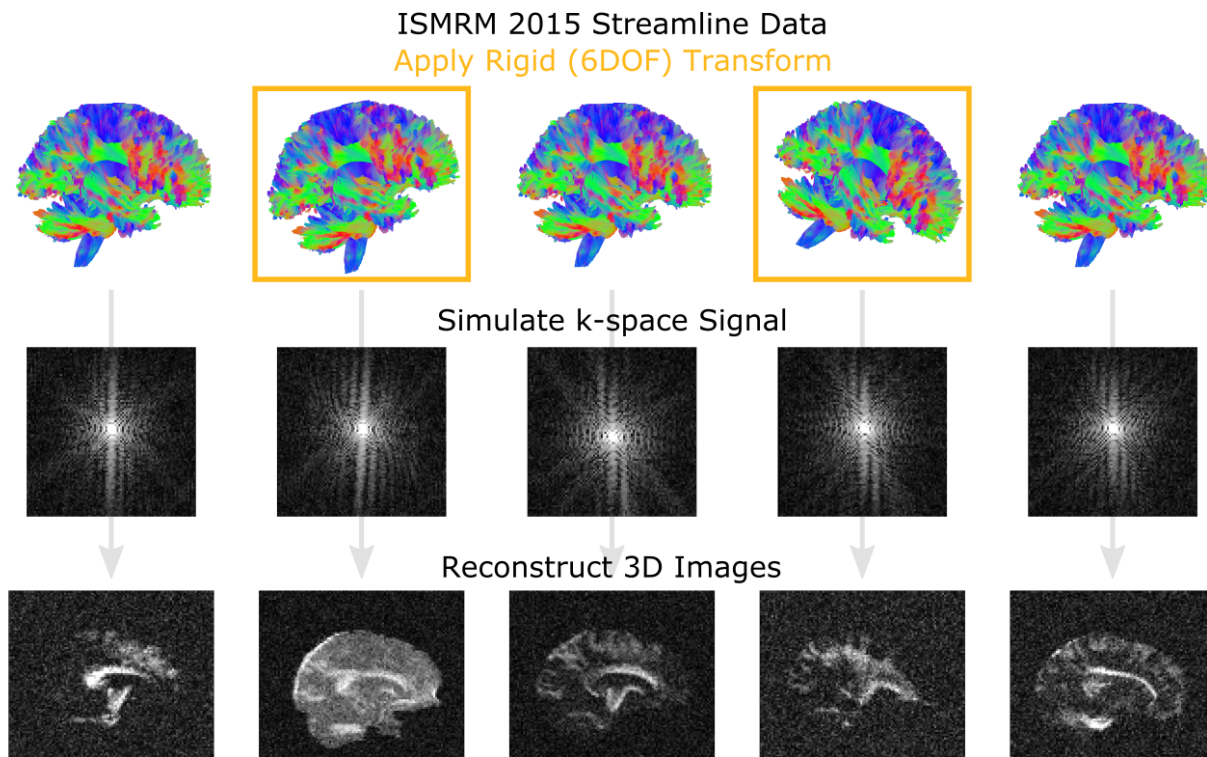 ISMRM 2015 Streamline Data
Apply Rigid (6DOF) Transform
Simulate k-space Signal
Reconstruct 3D Images